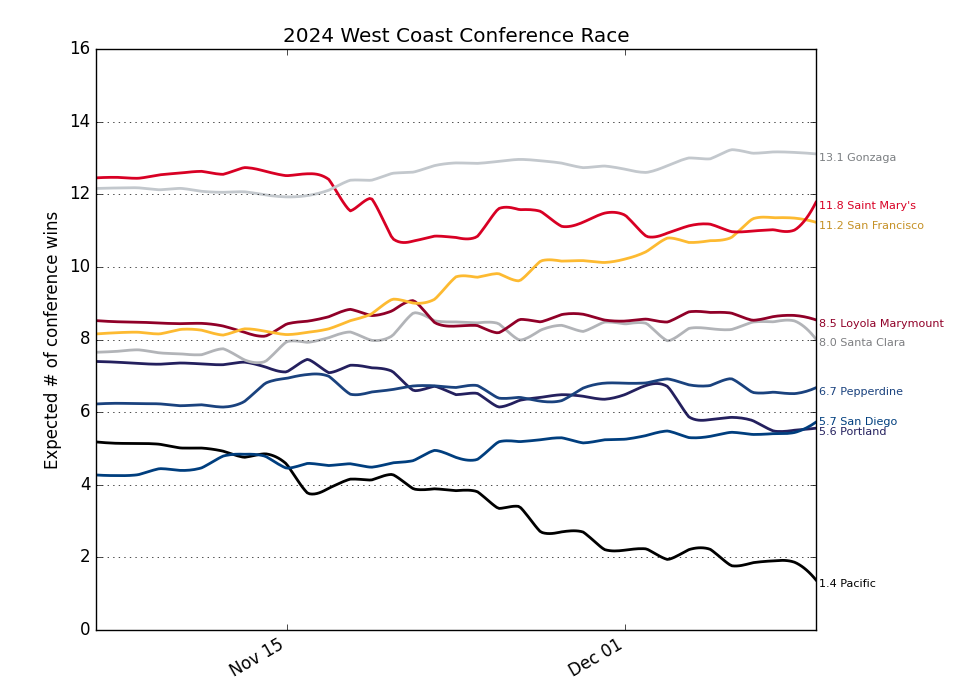 2024 West Coast Conference Race
Expected # of conference wins
16
14
12
10
8
6
4
2
0
Nov 15
Dec 01
13.1 Gonzaga
11.8 Saint Mary's
11.2 San Francisco
8.5 Loyola Marymount
8.0 Santa Clara
6.7 Pepperdine
5.7 San Diego
5.6 Portland
1.4 Pacific